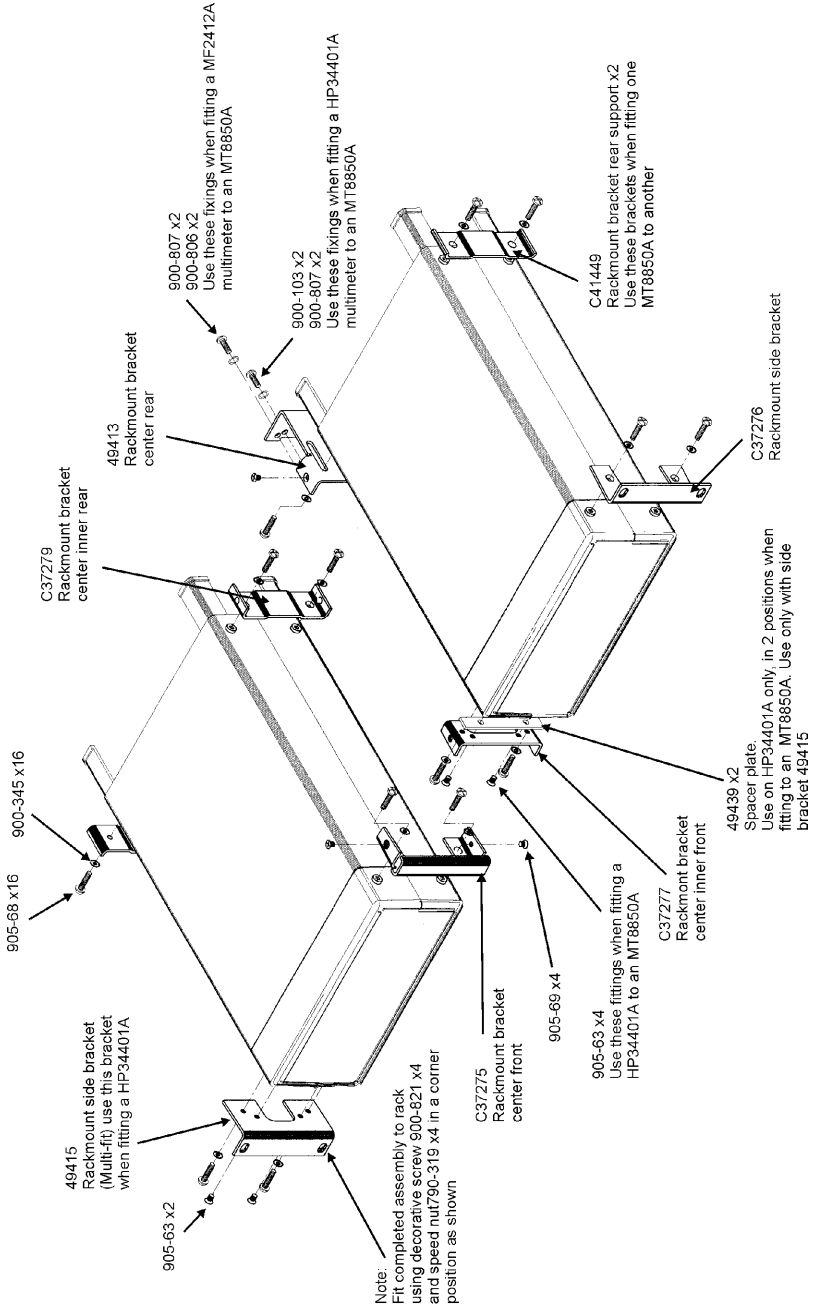 905-68 x16
900-345 x16
C37279
Rackmount bracket
center inner rear
49413
Rackmount bracket
center rear
900-807 x2
900-806 x2
Use these fixings when fitting a MF2412A
multimeter to an MT8850A
900-103 x2
900-807 x2
Use these fixings when fitting a HP34401A
multimeter to an MT8850A
49415
Rackmount side bracket
(Multi-fit) use this bracket
when fitting a HP34401A
905-63 x2
Note:
Fit completed assembly to rack
using decorative screw 900-821 x4
and speed nut790-319 x4 in a corner
position as shown
C37275
Rackmount bracket
center front
905-69 x4
905-63 x4
Use these fittings when fitting a
HP34401A to an MT8850A
C37277
Rackmont bracket
center inner front
49439 x2
Spacer plate.
Use on HP34401A only, in 2 positions when
fitting to an MT8850A. Use only with side
bracket 49415
C37276
Rackmount side bracket
C41449
Rackmount bracket rear support x2
Use these brackets when fitting one
MT8850A to another